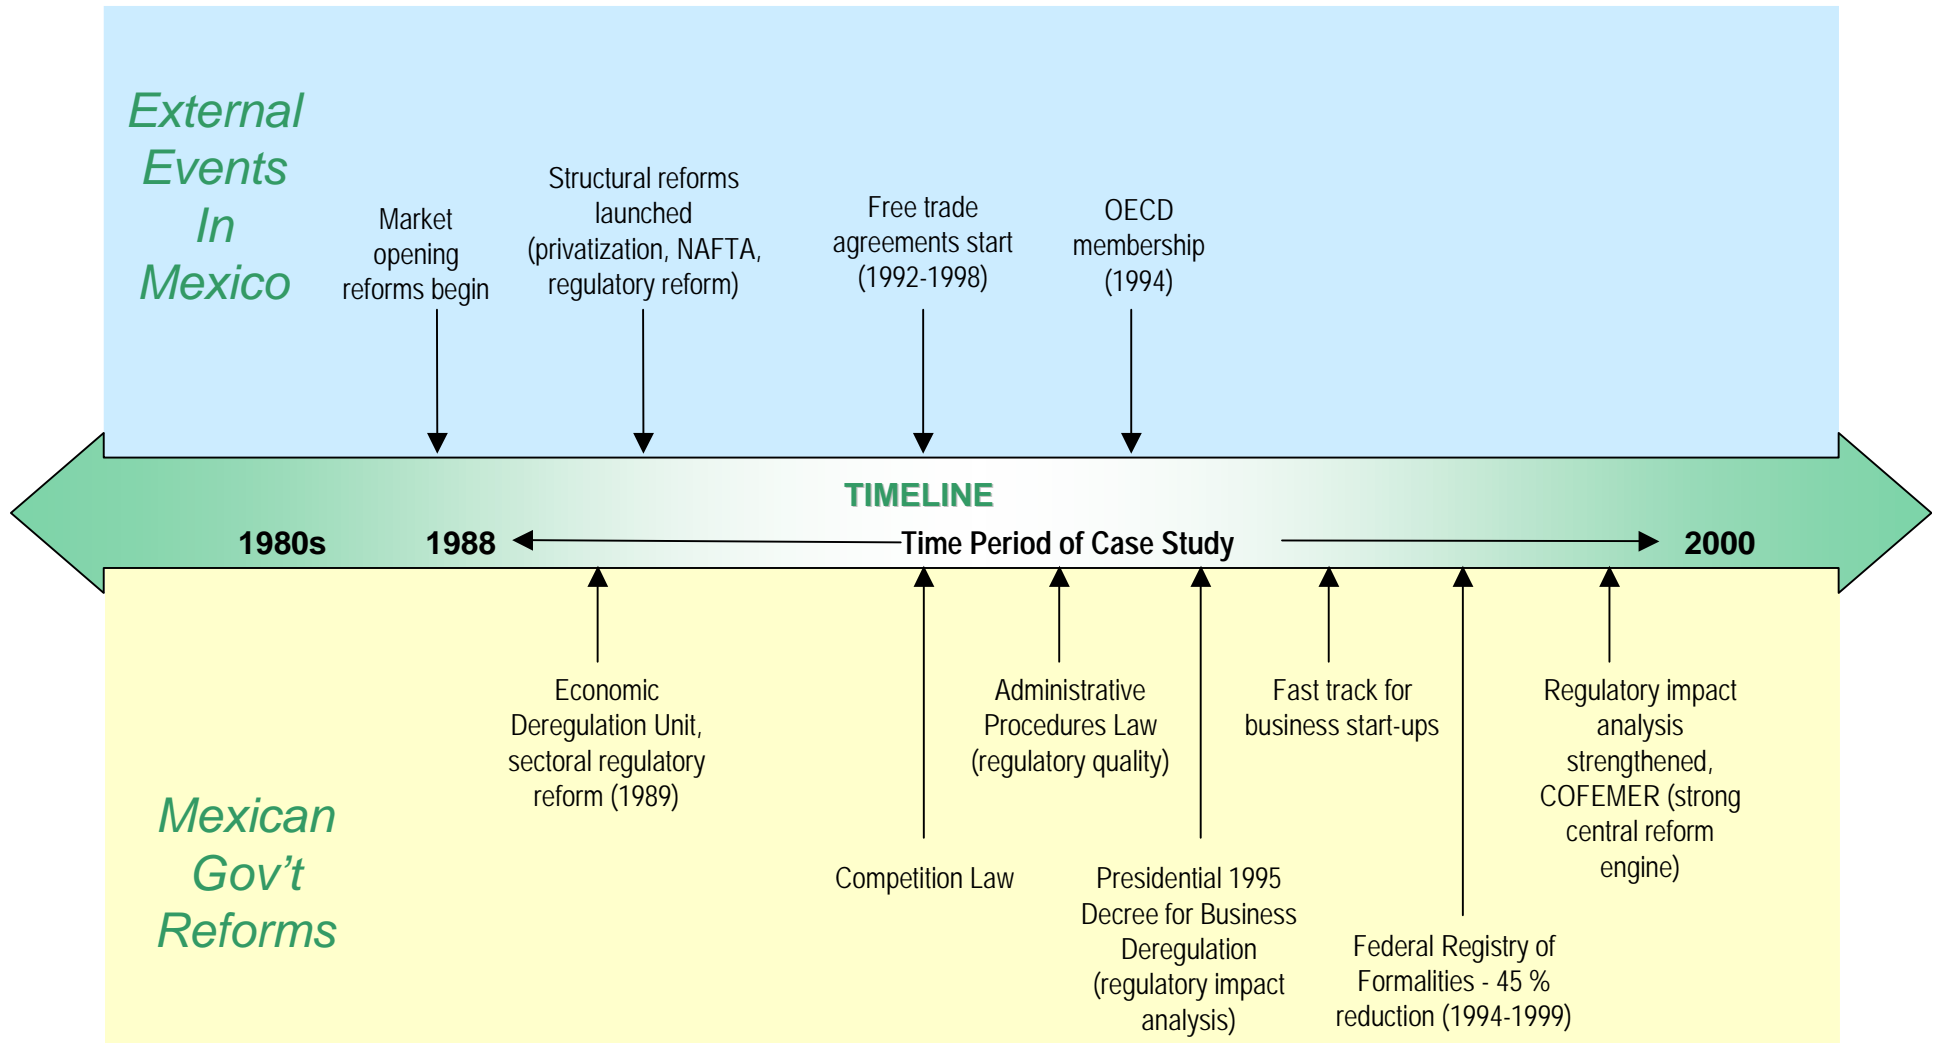 External
Events
In
Mexico
Market
opening
reforms begin
Structural reforms
launched
(privatization, NAFTA,
regulatory reform)
Free trade
agreements start
(1992-1998)
OECD
membership
(1994)
TIMELINE
1980s
1988
Time Period of Case Study
2000
Mexican
Gov't
Reforms
Economic
Deregulation Unit,
sectoral regulatory
reform (1989)
Competition Law
Administrative
Procedures Law
(regulatory quality)
Presidential 1995
Decree for Business
Deregulation
(regulatory impact
analysis)
Fast track for
business start-ups
Federal Registry of
Formalities - 45 %
reduction (1994-1999)
Regulatory impact
analysis
strengthened,
COFEMER (strong
central reform
engine)